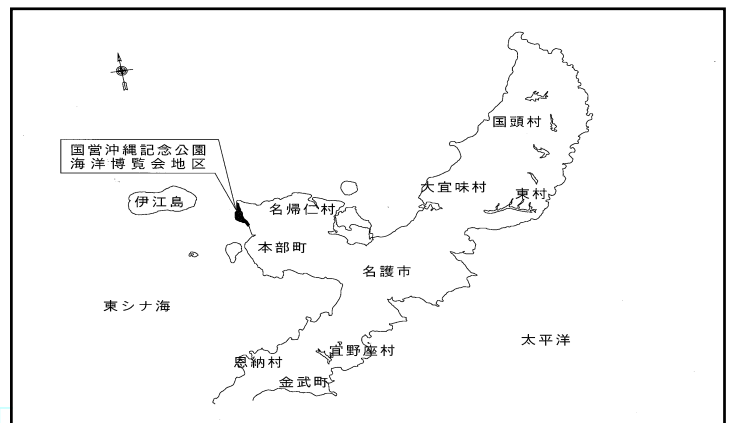 国頭村
国営沖縄記念公園
海洋博覧会地区
大宜味村
東村
伊江島
名帰仁村
本部町
名護市
東シナ海
太平洋
宜野座村
恩納村
金武町